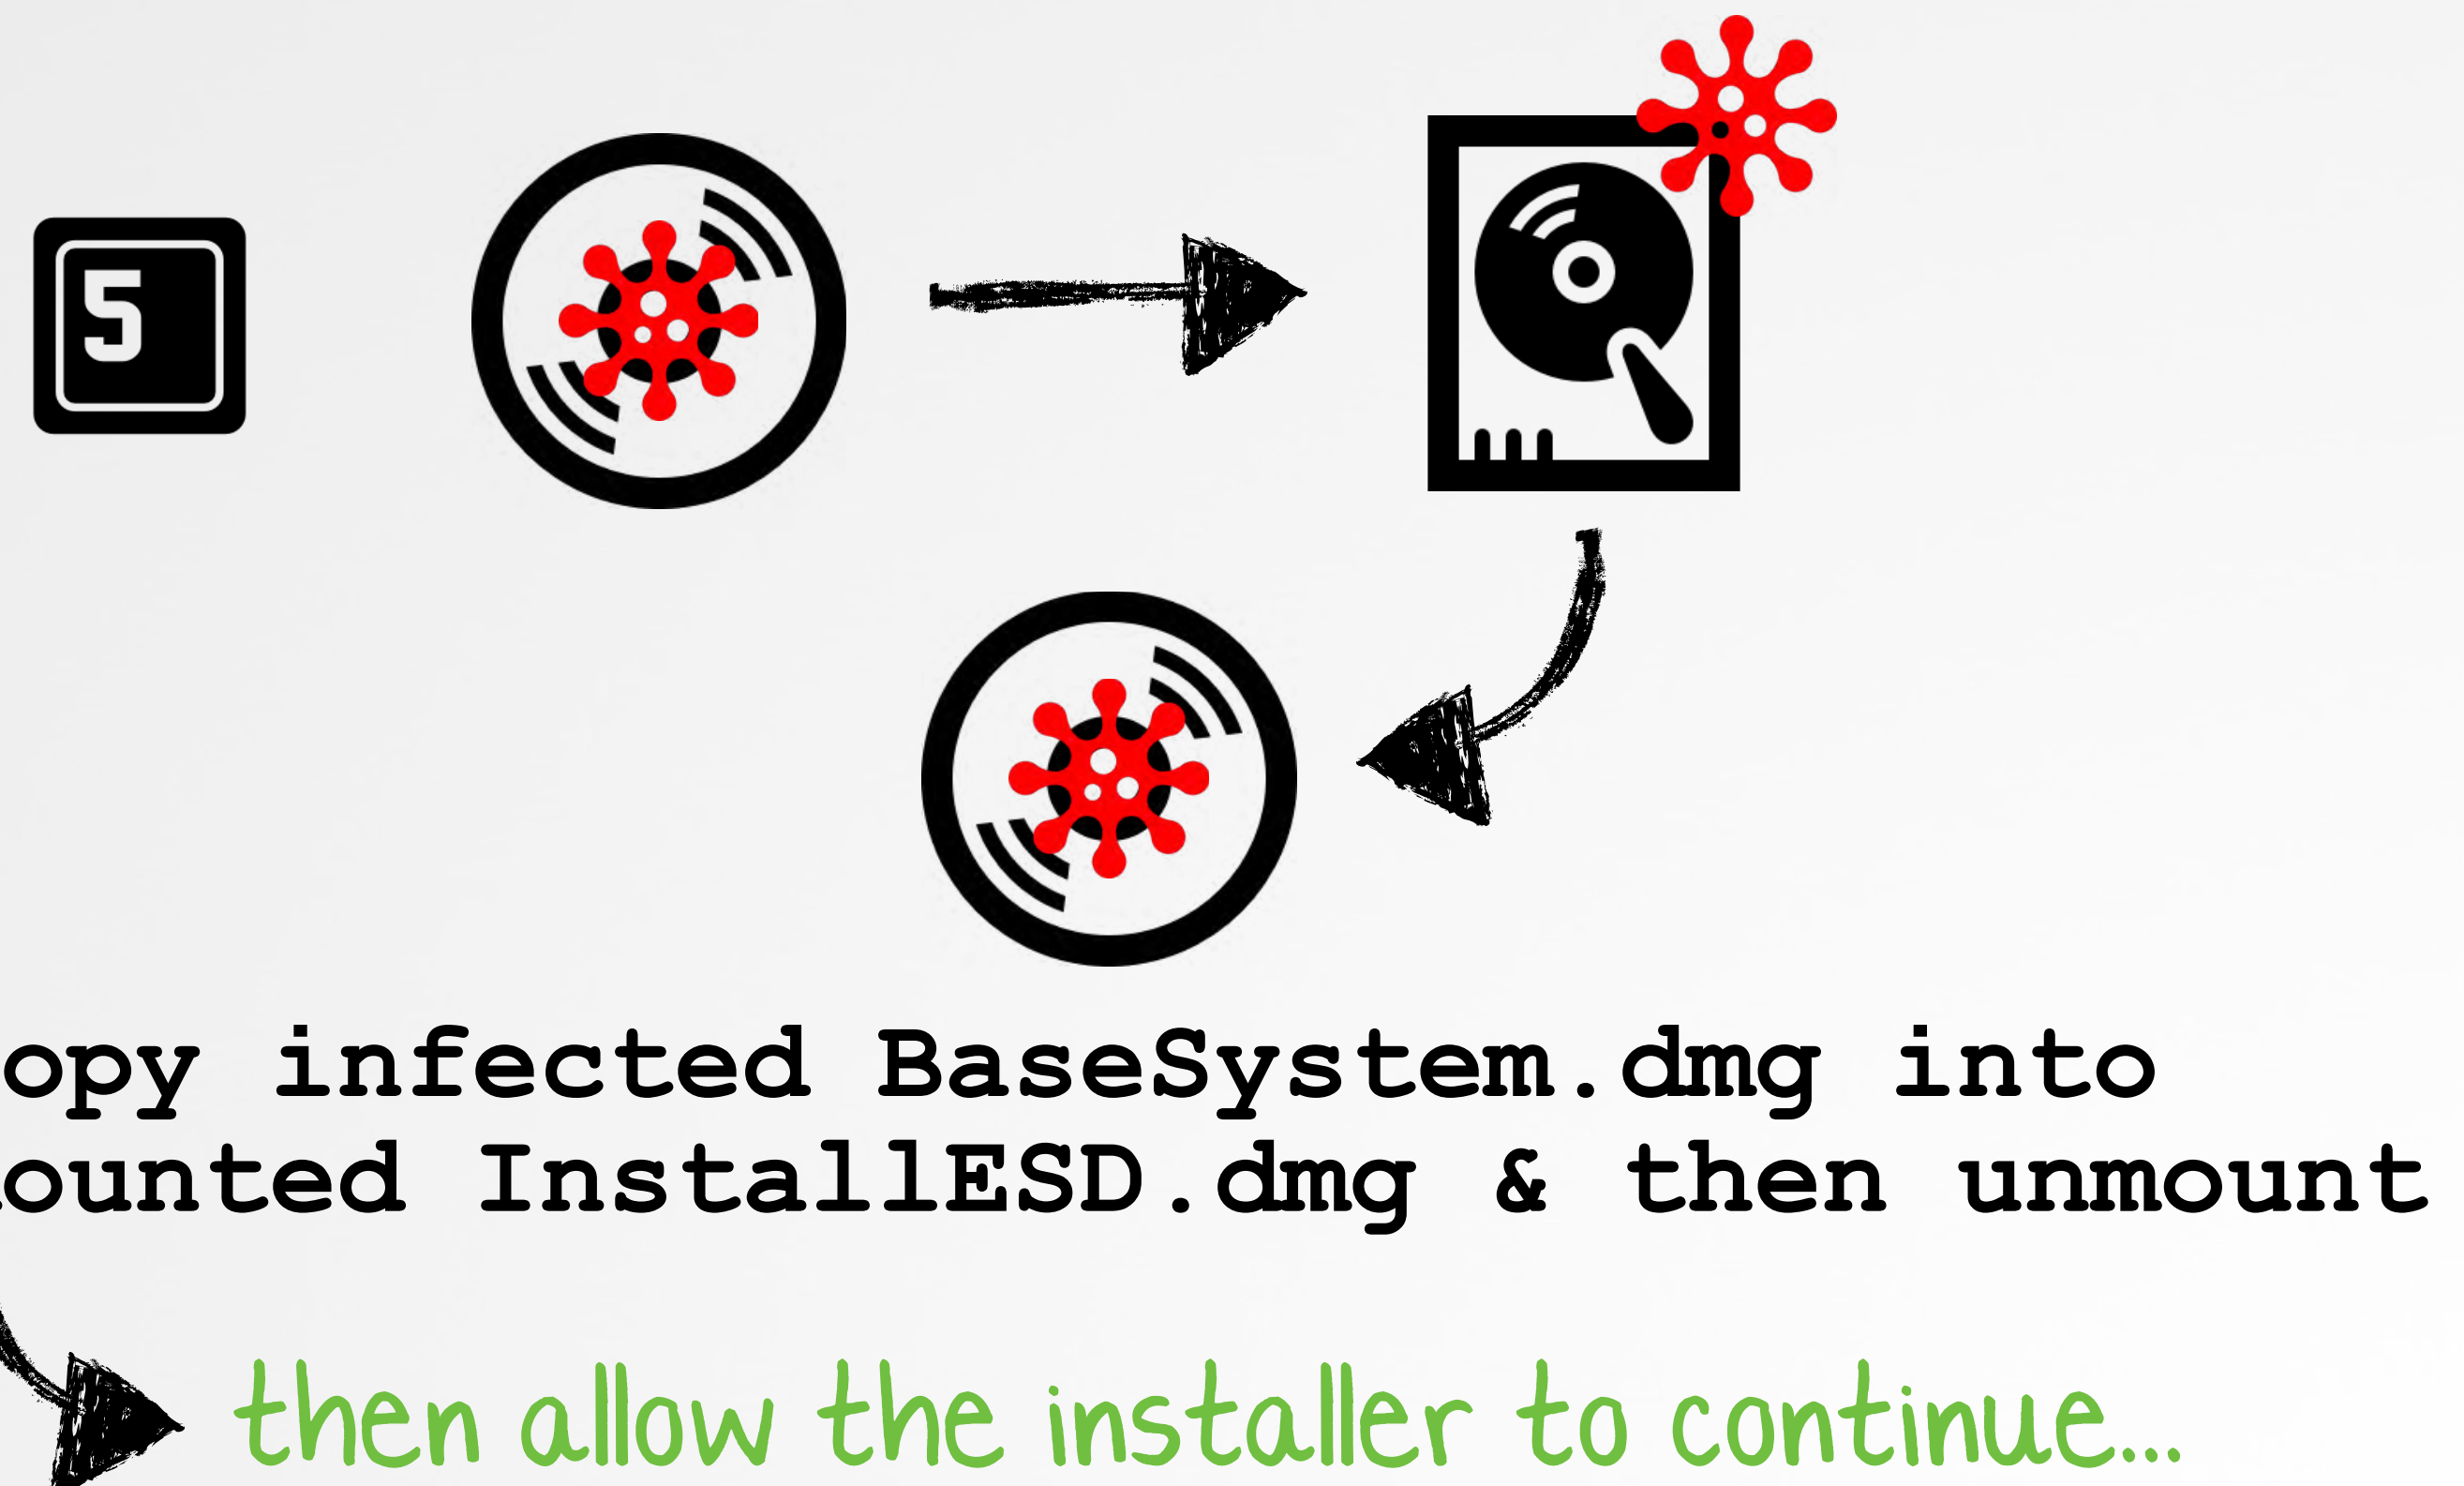 5
opy infected BaseSystem.dmg into
ounted InstallESD.dmg & then unmount
then allow the installer to continue...